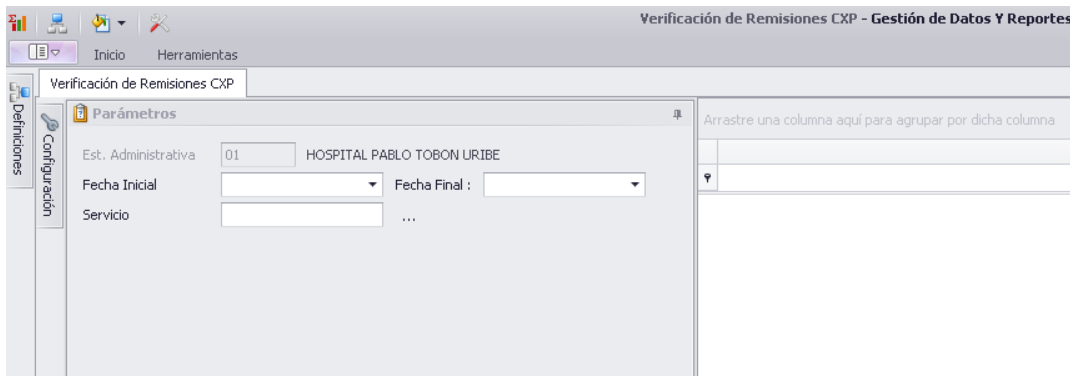 Verificación de Remisiones CXP - Gestión de Datos Y Reportes
Inicio Herramientas
Verificación de Remisiones CXP
Definiciones
Configuración
Parámetros
Arrastre una columna aquí para agrupar por dicha columna
Est. Administrativa 01 HOSPITAL PABLO TOBON URIBE
Fecha Inicial Fecha Final :
Servicio ...